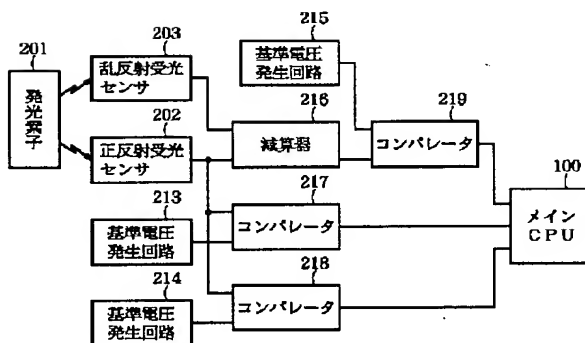 201
発光素子
203
乱反射受光
センサ
202
正反射受光
センサ
213
基準電圧
発生回路
214
基準電圧
発生回路
215
基準電圧
発生回路
216
減算器
217
コンパレータ
218
コンパレータ
219
コンパレータ
100
メイン
CPU